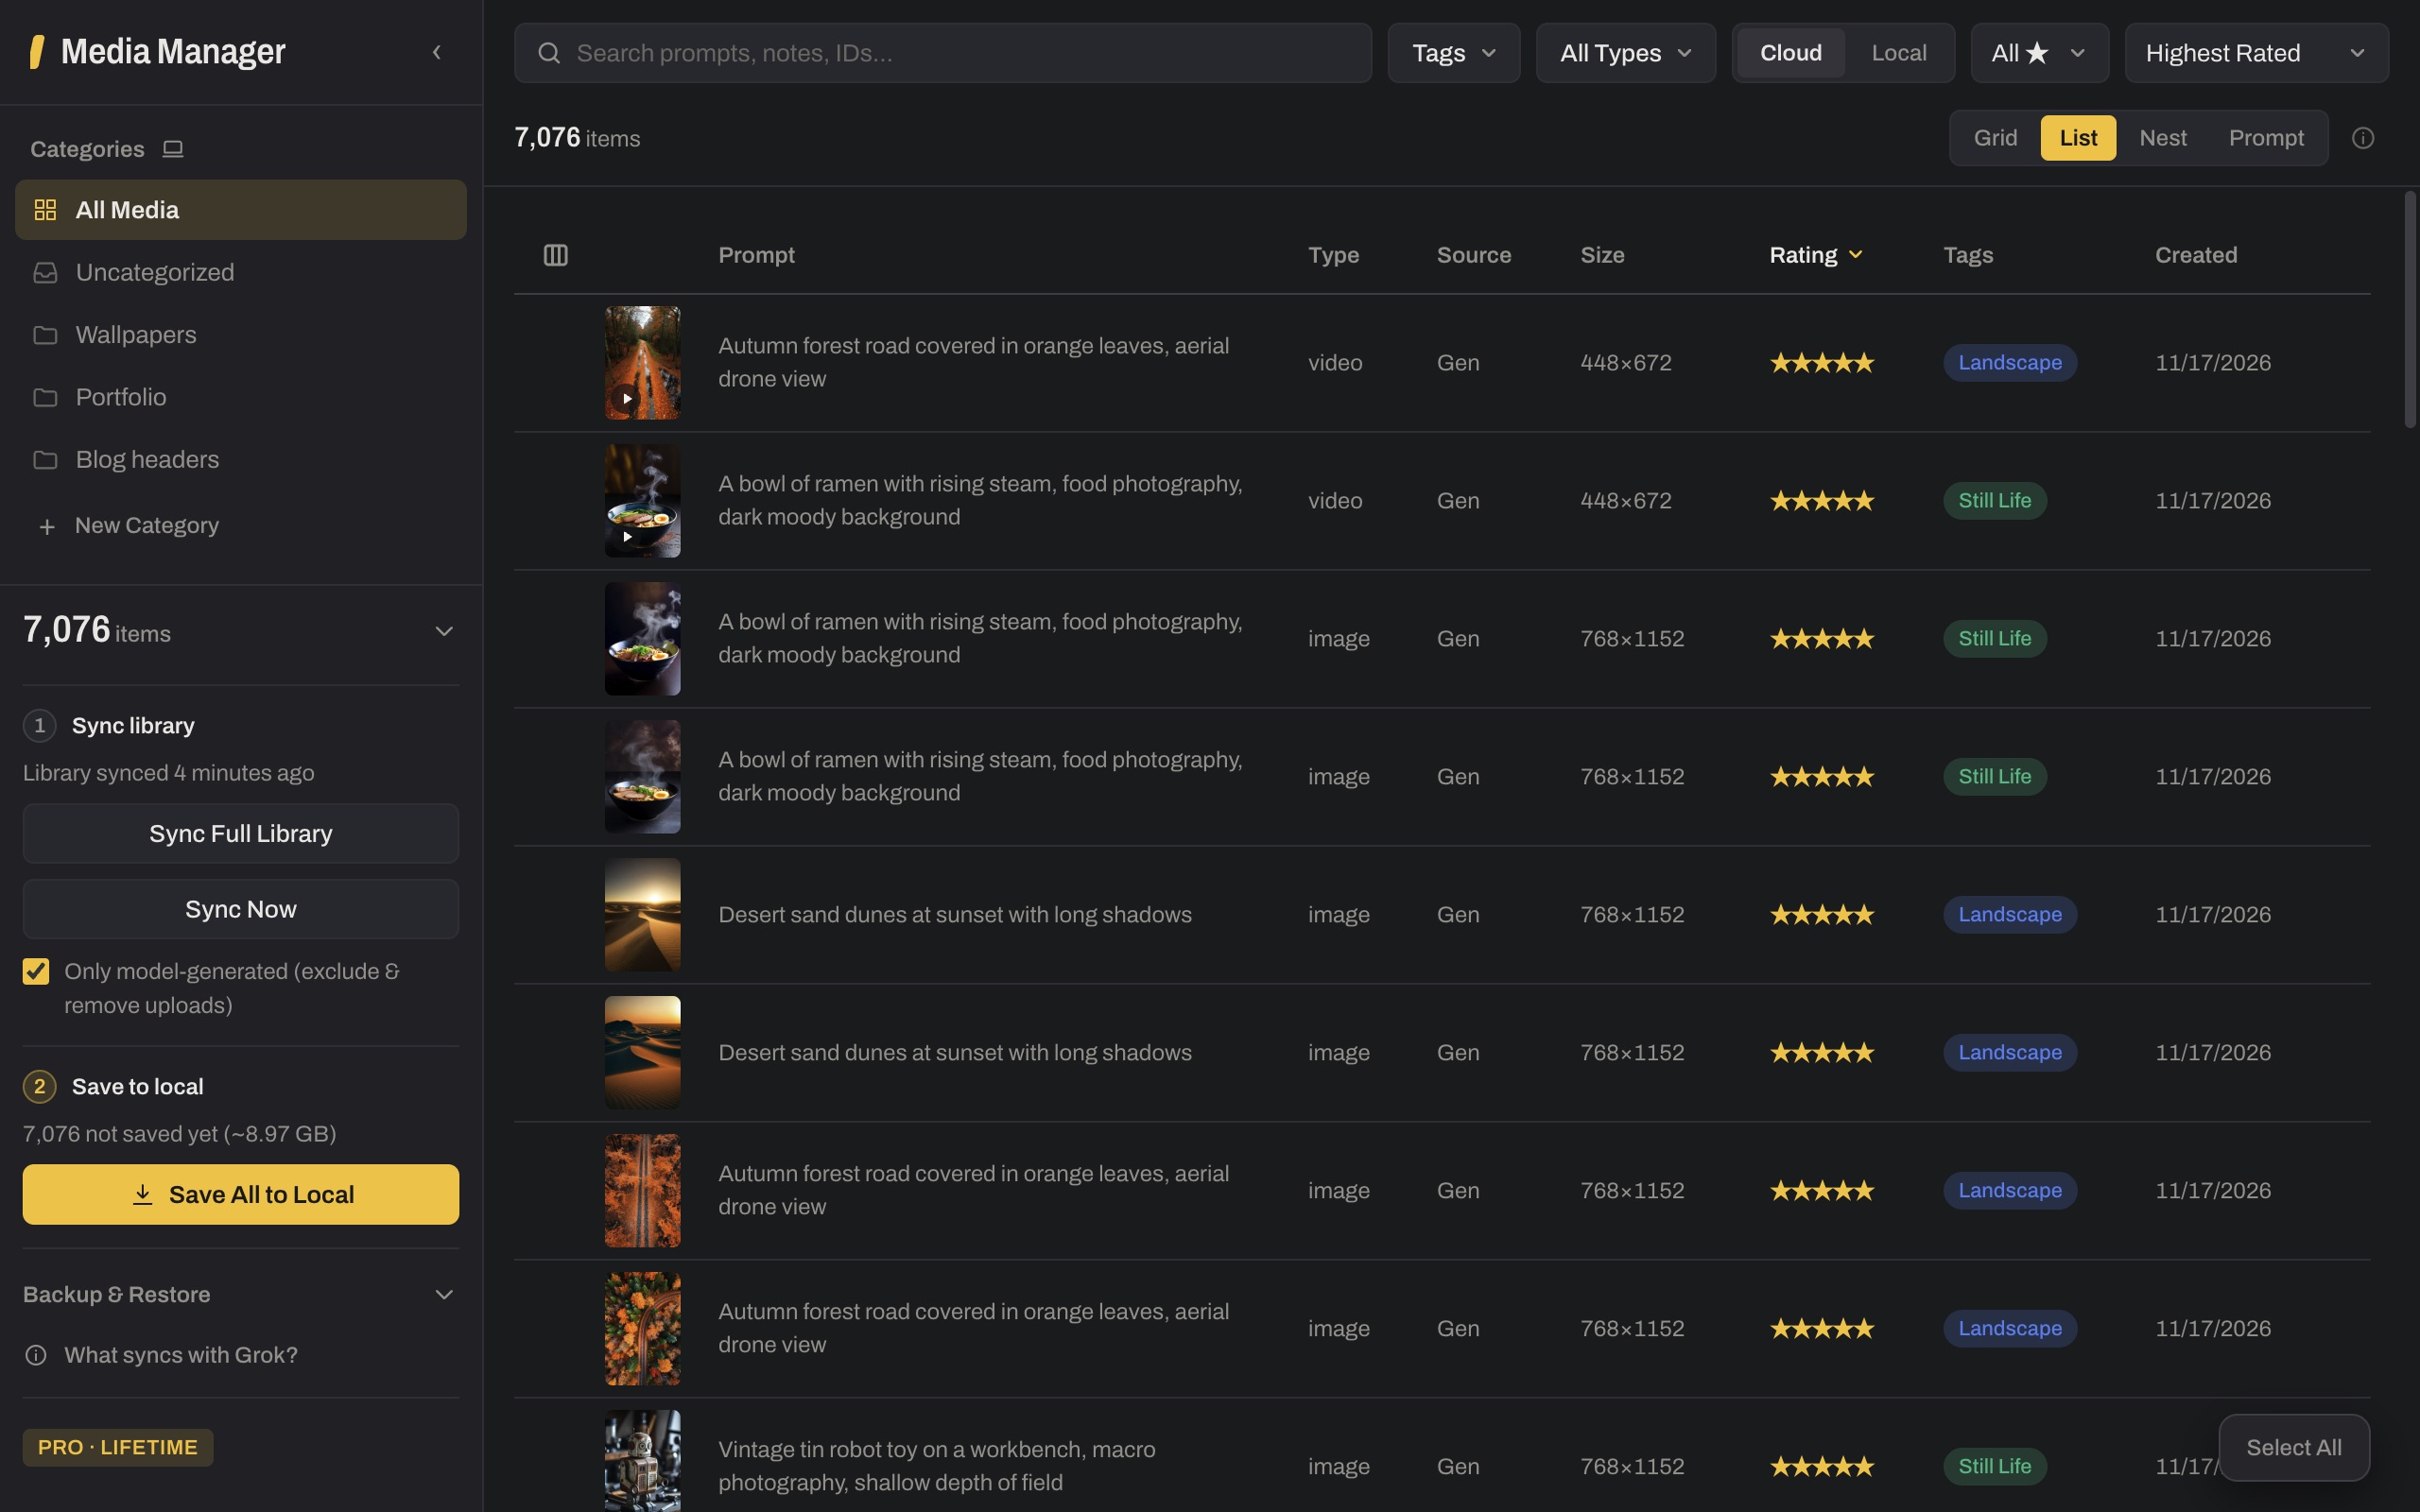 Media Manager
Categories
All Media
Uncategorized
Wallpapers
Portfolio
Blog headers
New Category
7,076 items
1 Sync library
Library synced 4 minutes ago
Sync Full Library
Sync Now
Only model-generated (exclude &
remove uploads)
2 Save to local
7,076 not saved yet (~8.97 GB)
Save All to Local
Backup & Restore
What syncs with Grok?
PRO · LIFETIME
Search prompts, notes, IDs...
Tags
All Types
Cloud Local
All ★
Highest Rated
7,076 items
Grid List Nest Prompt
Prompt Type Source Size Rating Tags Created
Autumn forest road covered in orange leaves, aerial
drone view
video Gen 448×672 ★★★★★ Landscape 11/17/2026
A bowl of ramen with rising steam, food photography,
dark moody background
video Gen 448×672 ★★★★★ Still Life 11/17/2026
A bowl of ramen with rising steam, food photography,
dark moody background
image Gen 768×1152 ★★★★★ Still Life 11/17/2026
A bowl of ramen with rising steam, food photography,
dark moody background
image Gen 768×1152 ★★★★★ Still Life 11/17/2026
Desert sand dunes at sunset with long shadows
image Gen 768×1152 ★★★★★ Landscape 11/17/2026
Desert sand dunes at sunset with long shadows
image Gen 768×1152 ★★★★★ Landscape 11/17/2026
Autumn forest road covered in orange leaves, aerial
drone view
image Gen 768×1152 ★★★★★ Landscape 11/17/2026
Autumn forest road covered in orange leaves, aerial
drone view
image Gen 768×1152 ★★★★★ Landscape 11/17/2026
Vintage tin robot toy on a workbench, macro
photography, shallow depth of field
image Gen 768×1152 ★★★★★ Still Life 11/17/
Select All